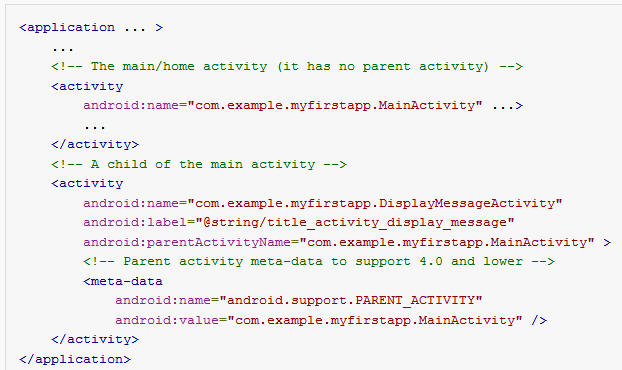 <application ... >
...
<!-- The main/home activity (it has no parent activity) -->
<activity
android:name="com.example.myfirstapp.MainActivity" ...>
...
</activity>
<!-- A child of the main activity -->
<activity
android:name="com.example.myfirstapp.DisplayMessageActivity"
android:label="@string/title_activity_display_message"
android:parentActivityName="com.example.myfirstapp.MainActivity" >
<!-- Parent activity meta-data to support 4.0 and lower -->
<meta-data
android:name="android.support.PARENT_ACTIVITY"
android:value="com.example.myfirstapp.MainActivity" />
</activity>
</application>